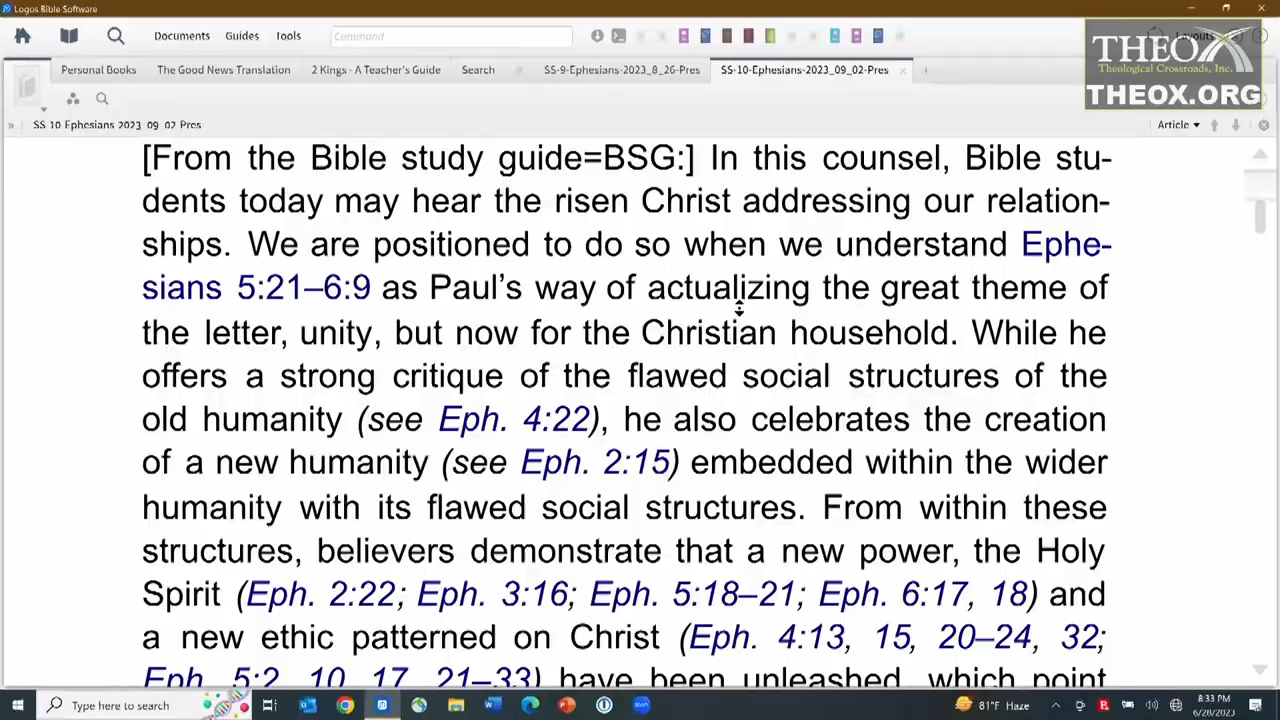 Logos Bible Software
Documents Guides Tools Command Layouts
THEOX
Theological Crossroads, Inc.
THEOX.ORG
Personal Books The Good News Translation 2 Kings - A Teacher's Guide SS-9-Ephesians-2023_8_26-Pres SS-10-Ephesians-2023_09_02-Pres
» SS 10 Ephesians 2023 09 02 Pres Article
[From the Bible study guide=BSG:] In this counsel, Bible stu-
dents today may hear the risen Christ addressing our relation-
ships. We are positioned to do so when we understand Ephe-
sians 5:21–6:9 as Paul's way of actualizing the great theme of
the letter, unity, but now for the Christian household. While he
offers a strong critique of the flawed social structures of the
old humanity (see Eph. 4:22), he also celebrates the creation
of a new humanity (see Eph. 2:15) embedded within the wider
humanity with its flawed social structures. From within these
structures, believers demonstrate that a new power, the Holy
Spirit (Eph. 2:22; Eph. 3:16; Eph. 5:18–21; Eph. 6:17, 18) and
a new ethic patterned on Christ (Eph. 4:13, 15, 20–24, 32;
Eph. 5:2, 10, 17, 21–33) have been unleashed, which point
Type here to search 81°F Haze 8:33 PM
6/28/2023